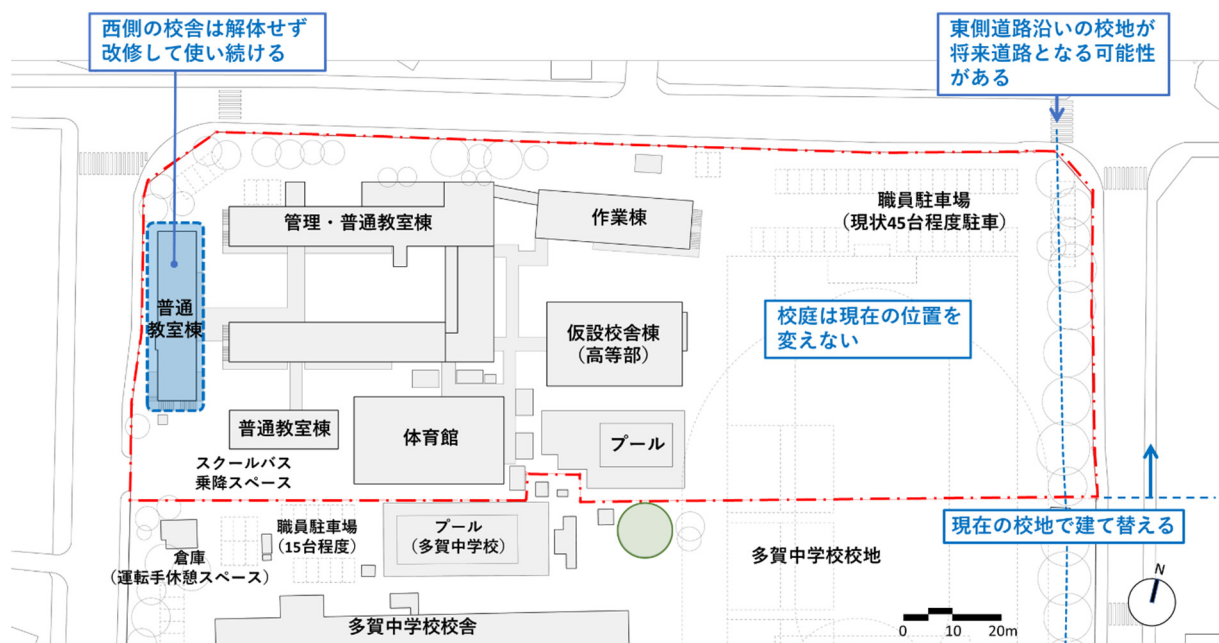 西側の校舎は解体せず
改修して使い続ける
東側道路沿いの校地が
将来道路となる可能性
がある
管理・普通教室棟
作業棟
職員駐車場
（現状45台程度駐車）
普通
教室棟
仮設校舎棟
（高等部）
校庭は現在の位置を
変えない
普通教室棟
体育館
プール
スクールバス
乗降スペース
職員駐車場
（15台程度）
プール
（多賀中学校）
倉庫
（運転手休憩スペース）
現在の校地で建て替える
多賀中学校校地
多賀中学校校舎
N
0 10 20m